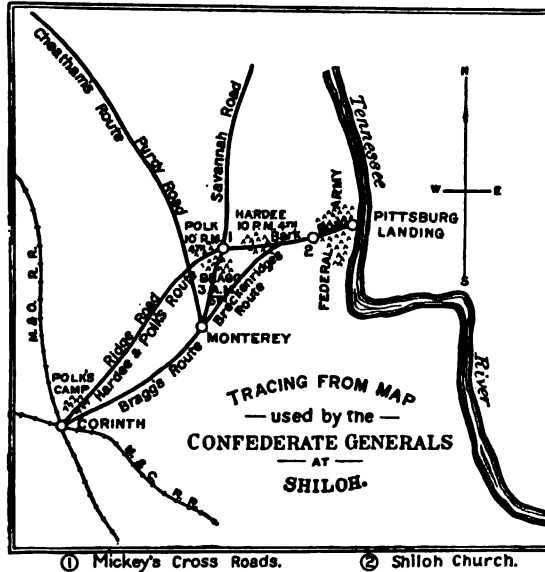 Cheatham's Route
Purdy Road
Savannah Road
Tennessee
N
W
E
S
HARDEE
10 P.M. 4TH
ARMY
PITTSBURG
LANDING
POLK
10 P.M.
4TH
1
2
FEDERAL
BRAGG
Breckenridge's
Route
M. & O. R. R.
Ridge Road
Hardee & Polk's Route
MONTEREY
POLK'S
CAMP
Bragg's Route
River
CORINTH
M. & C. R. R.
TRACING FROM MAP
— used by the —
CONFEDERATE GENERALS
— AT —
SHILOH.
① Mickey's Cross Roads. ② Shiloh Church.